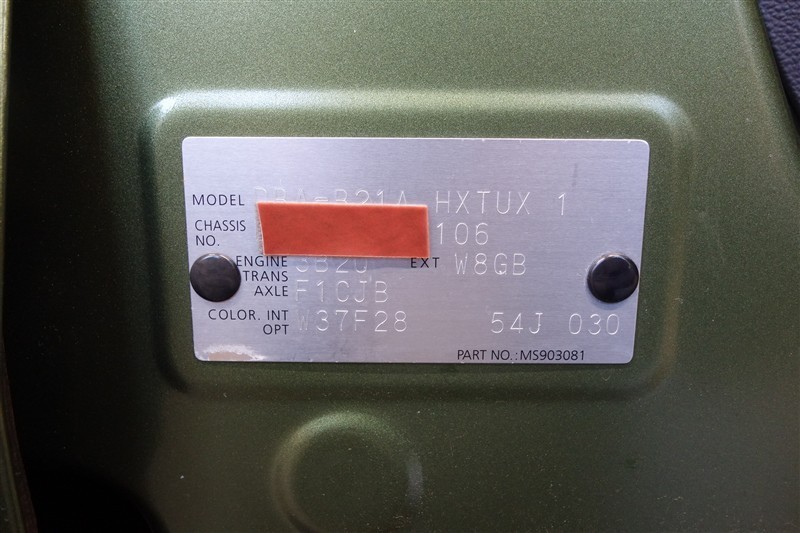 MODEL DBA-B21A HXTUX 1
CHASSIS NO. 106
ENGINE 3B20 EXT W8GB
TRANS AXLE F1CJB
COLOR. INT OPT W37F28 54J 030
PART NO.: MS903081